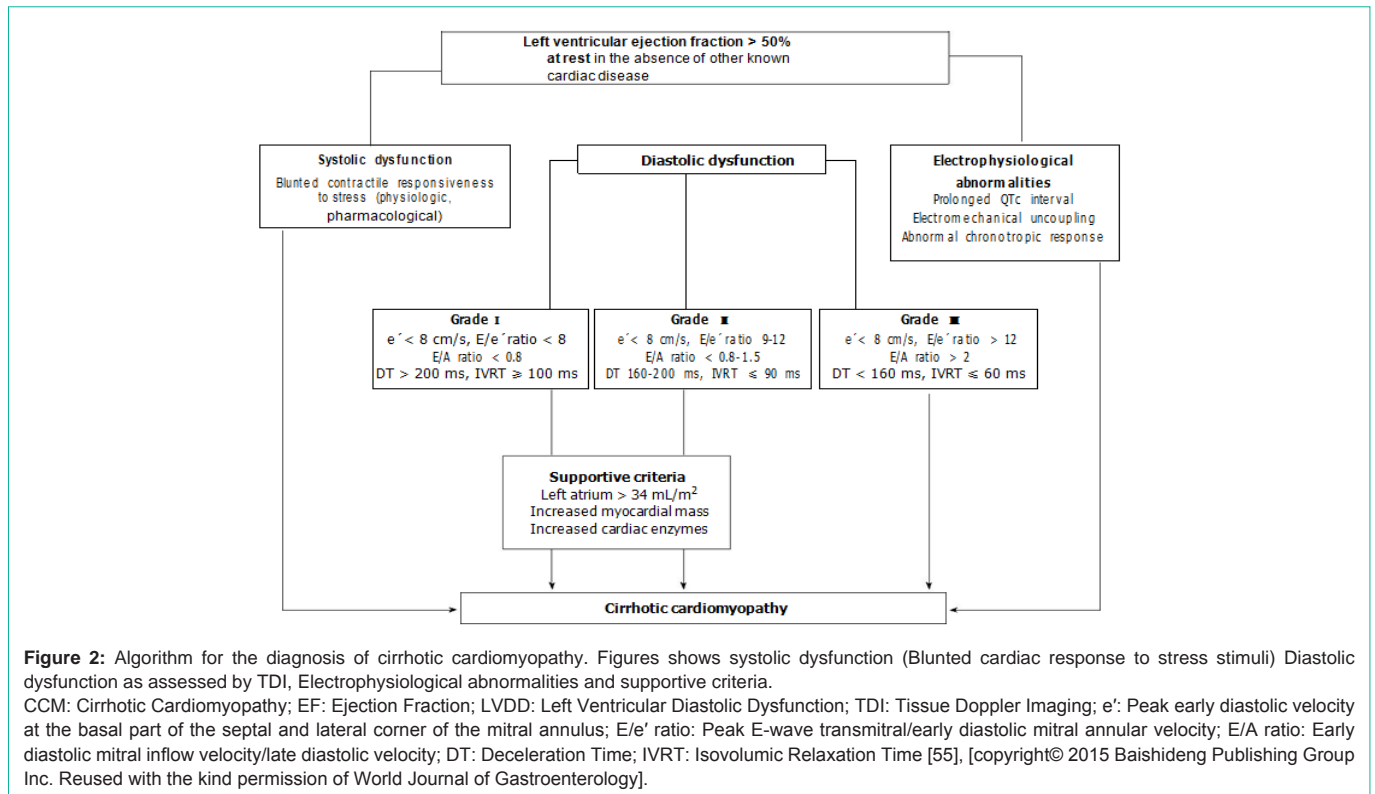 Left ventricular ejection fraction > 50%
at rest in the absence of other known
cardiac disease
Systolic dysfunction
Blunted contractile responsiveness
to stress (physiologic,
pharmacological)
Diastolic dysfunction
Electrophysiological
abnormalities
Prolonged QTc interval
Electromechanical uncoupling
Abnormal chronotropic response
Grade I
e´< 8 cm/s, E/e´ratio < 8
E/A ratio < 0.8
DT > 200 ms, IVRT ⩾ 100 ms
Grade II
e´< 8 cm/s, E/e´ratio 9-12
E/A ratio < 0.8-1.5
DT 160-200 ms, IVRT ⩽ 90 ms
Grade III
e´< 8 cm/s, E/e´ratio > 12
E/A ratio > 2
DT < 160 ms, IVRT ⩽ 60 ms
Supportive criteria
Left atrium > 34 mL/m²
Increased myocardial mass
Increased cardiac enzymes
Cirrhotic cardiomyopathy
Figure 2: Algorithm for the diagnosis of cirrhotic cardiomyopathy. Figures shows systolic dysfunction (Blunted cardiac response to stress stimuli) Diastolic
dysfunction as assessed by TDI, Electrophysiological abnormalities and supportive criteria.
CCM: Cirrhotic Cardiomyopathy; EF: Ejection Fraction; LVDD: Left Ventricular Diastolic Dysfunction; TDI: Tissue Doppler Imaging; e′: Peak early diastolic velocity
at the basal part of the septal and lateral corner of the mitral annulus; E/e′ ratio: Peak E-wave transmitral/early diastolic mitral annular velocity; E/A ratio: Early
diastolic mitral inflow velocity/late diastolic velocity; DT: Deceleration Time; IVRT: Isovolumic Relaxation Time [55], [copyright© 2015 Baishideng Publishing Group
Inc. Reused with the kind permission of World Journal of Gastroenterology].